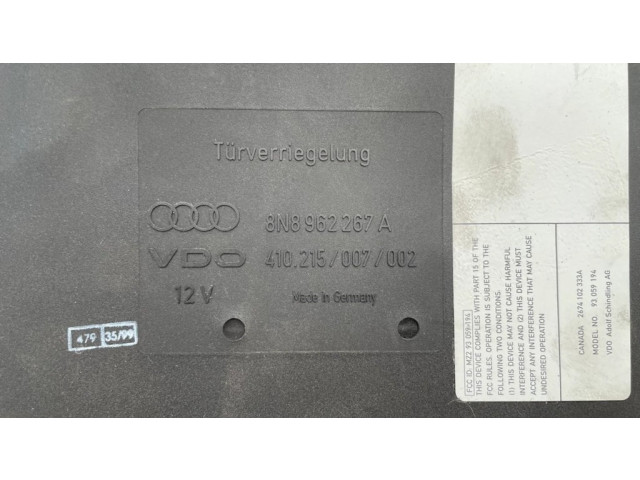 Türverriegelung
8N8 962 267 A
VDO 410.215/007/002
12 V Made in Germany
479 35/99
FCC ID: MZ2 93 059 194
THIS DEVICE COMPLIES WITH PART 15 OF THE
FCC RULES. OPERATION IS SUBJECT TO THE
FOLLOWING TWO CONDITIONS:
(1) THIS DEVICE MAY NOT CAUSE HARMFUL
INTERFERENCE AND (2) THIS DEVICE MUST
ACCEPT ANY INTERFERENCE THAT MAY CAUSE
UNDESIRED OPERATION
CANADA 2674 102 333A
MODEL NO. 93 059 194
VDO Adolf Schindling AG